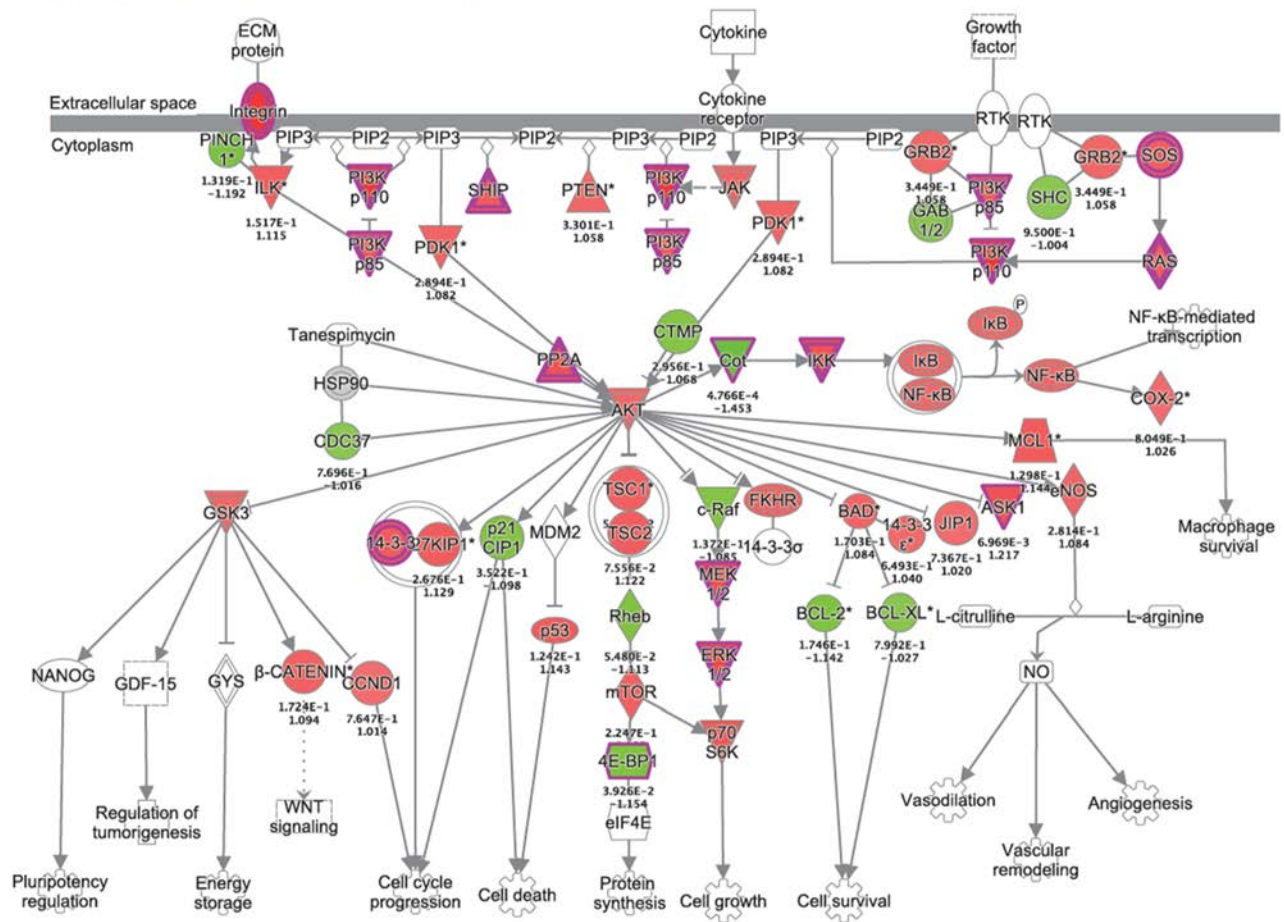 ECM
protein
Cytokine
Growth
factor
Extracellular space
Integrin
Cytokine
receptor
RTK
RTK
Cytoplasm
PINCH
1*
1.319E-1
-1.192
PIP3
PIP2
PIP3
PIP2
PIP3
PIP2
PIP3
PIP2
GRB2*
3.449E-1
1.058
GRB2*
3.449E-1
1.058
SOS
ILK*
1.517E-1
1.115
PI3K
p110
SHIP
PTEN*
3.301E-1
1.058
PI3K
p110
JAK
PI3K
p85
GAB
1/2
SHC
9.500E-1
-1.004
PI3K
p85
PDK1*
2.894E-1
1.082
PI3K
p85
PDK1*
2.894E-1
1.082
PI3K
p110
RAS
Tanespimycin
HSP90
CDC37
7.696E-1
-1.016
PP2A
CTMP
2.956E-1
-1.068
Cot
4.766E-4
-1.453
IKK
IκB
NF-κB
IκB
P
NF-κB
NF-κB-mediated
transcription
COX-2*
8.049E-1
1.026
AKT
MCL1*
1.298E-1
1.144
eNOS
2.814E-1
1.084
Macrophage
survival
GSK3
14-3-3
27KIP1*
2.676E-1
1.129
p21
CIP1
3.522E-1
-1.098
MDM2
TSC1*
TSC2
7.556E-2
1.122
c-Raf
1.372E-1
-1.085
FKHR
14-3-3σ
BAD*
1.703E-1
1.084
14-3-3
ε*
6.493E-1
1.040
JIP1
7.367E-1
1.020
ASK1
6.969E-3
1.217
MEK
1/2
Rheb
5.480E-2
-1.113
p53
1.242E-1
1.143
BCL-2*
1.746E-1
-1.142
BCL-XL*
7.992E-1
-1.027
L-citrulline
L-arginine
ERK
1/2
NANOG
GDF-15
GYS
β-CATENIN*
1.724E-1
1.094
CCND1
7.647E-1
1.014
mTOR
2.247E-1
p70
S6K
NO
4E-BP1
3.926E-2
-1.154
eIF4E
Regulation of
tumorigenesis
WNT
signaling
Vasodilation
Angiogenesis
Vascular
remodeling
Pluripotency
regulation
Energy
storage
Cell cycle
progression
Cell death
Protein
synthesis
Cell growth
Cell survival